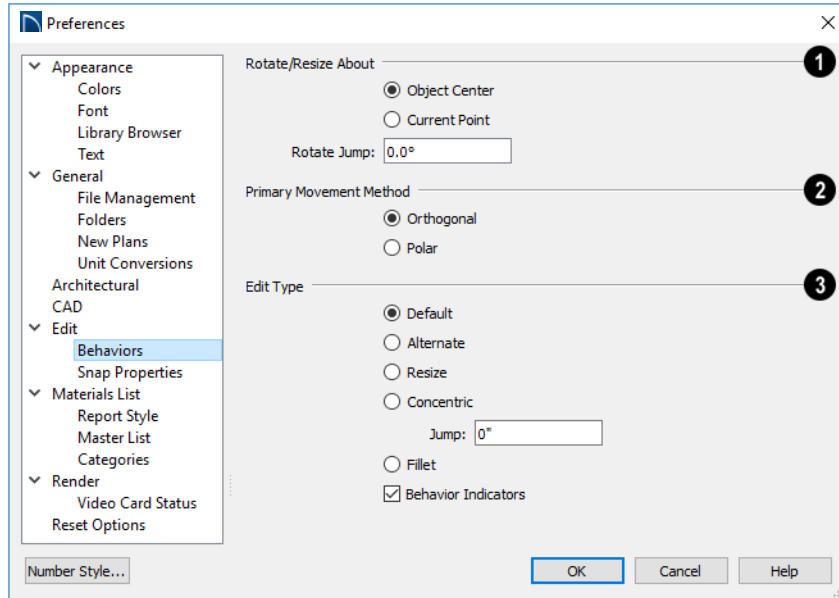 Preferences
Appearance
Colors
Font
Library Browser
Text
General
File Management
Folders
New Plans
Unit Conversions
Architectural
CAD
Edit
Behaviors
Snap Properties
Materials List
Report Style
Master List
Categories
Render
Video Card Status
Reset Options
Rotate/Resize About 1
Object Center
Current Point
Rotate Jump: 0.0°
Primary Movement Method 2
Orthogonal
Polar
Edit Type 3
Default
Alternate
Resize
Concentric
Jump: 0"
Fillet
Behavior Indicators
Number Style... OK Cancel Help